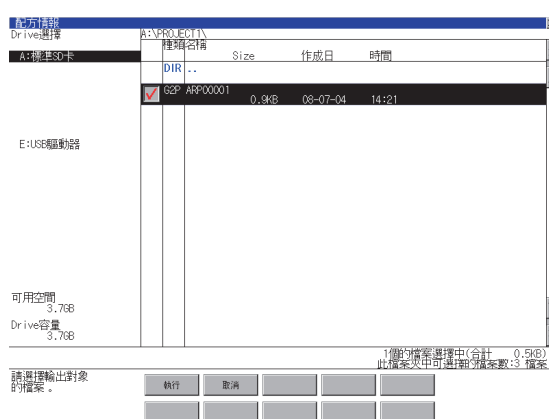 配方情報
Drive選擇 A:\PROJECT1\
種類 名稱
Size 作成日 時間
A:標準SD卡
DIR ..
G2P ARP00001
0.9KB 08-07-04 14:21
E:USB驅動器
可用空間
3.7GB
Drive容量
3.7GB
1個的檔案選擇中(合計 0.5KB)
此檔案夾中可選擇的檔案數:3 檔案
請選擇輸出對象
的檔案。
執行 取消